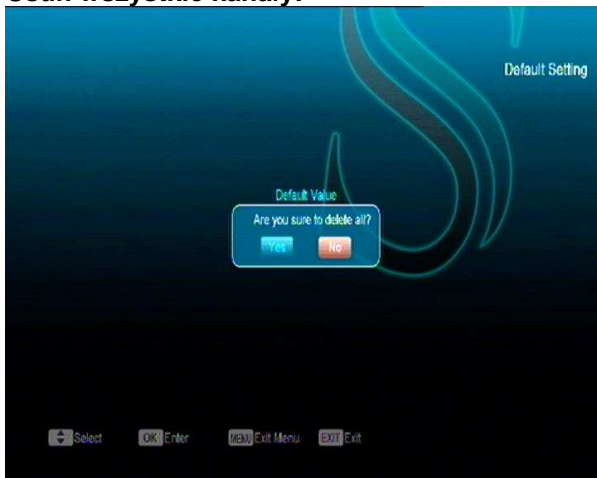 Default Setting
Default Value
Are you sure to delete all?
Yes No
Select OK Enter MENU Exit Menu EXIT Exit